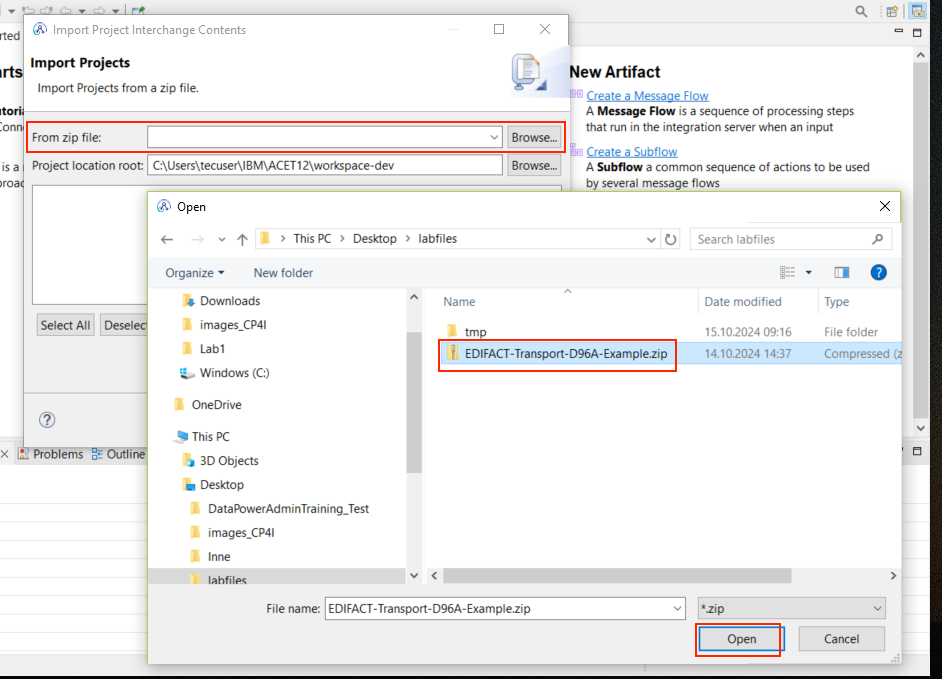 Import Project Interchange Contents
rted
Import Projects
Import Projects from a zip file.
From zip file:
Browse...
Project location root:
C:\Users\tecuser\IBM\ACET12\workspace-dev
Browse...
Select All
Deselec
arts
utoria
Conn
is a
roac
New Artifact
Create a Message Flow
A Message Flow is a sequence of processing steps
that run in the integration server when an input
Create a Subflow
A Subflow a common sequence of actions to be used
by several message flows
Problems
Outline
Open
This PC > Desktop > labfiles
Search labfiles
Organize
New folder
Downloads
images_CP4I
Lab1
Windows (C:)
OneDrive
This PC
3D Objects
Desktop
DataPowerAdminTraining_Test
images_CP4I
Inne
labfiles
Name Date modified Type
tmp 15.10.2024 09:16 File folder
EDIFACT-Transport-D96A-Example.zip 14.10.2024 14:37 Compressed (z
File name: EDIFACT-Transport-D96A-Example.zip
*.zip
Open
Cancel